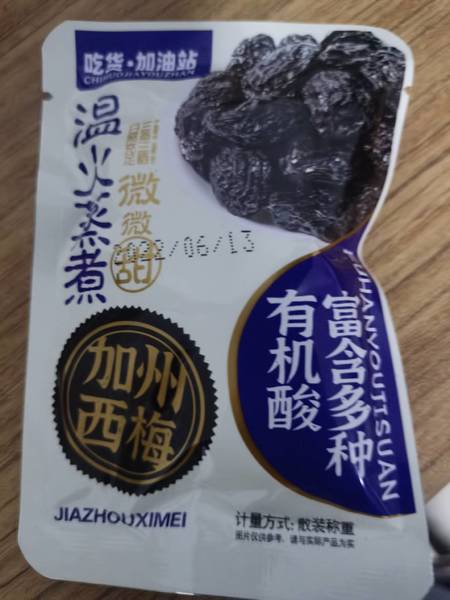 吃货·加油站
CHIHUOJIAYOUZHAN
温火蒸煮
微微甜
2022/06/13
富含多种
有机酸
FUHANYOUJISUAN
加州
西梅
JIAZHOUXIMEI
计量方式: 散装称重
图片仅供参考，请与实际产品为实